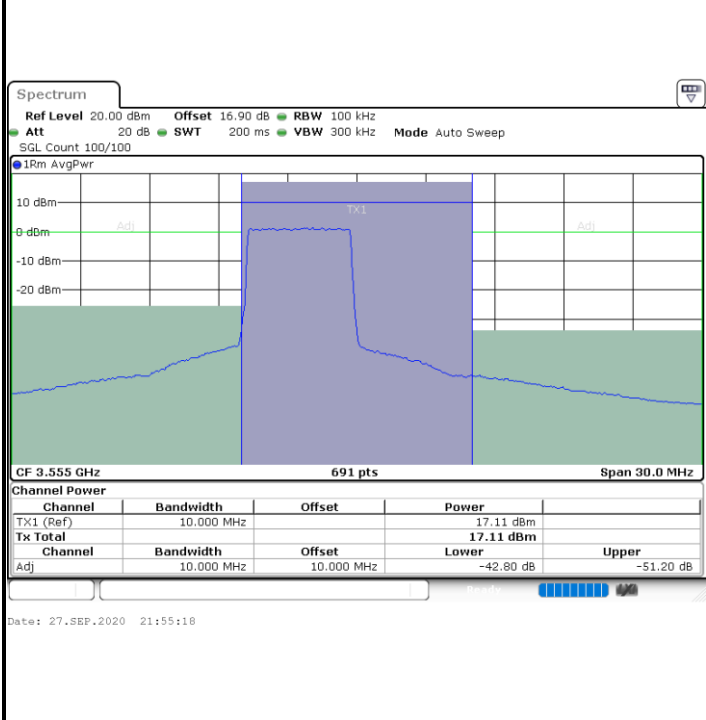 Spectrum
Ref Level 20.00 dBm Offset 16.90 dB RBW 100 kHz
Att 20 dB SWT 200 ms VBW 300 kHz Mode Auto Sweep
SGL Count 100/100
1Rm AvgPwr
10 dBm
TX1
Adj Adj
0 dBm
-10 dBm
-20 dBm
CF 3.555 GHz 691 pts Span 30.0 MHz
Channel Power
Channel Bandwidth Offset Power
TX1 (Ref) 10.000 MHz 17.11 dBm
Tx Total 17.11 dBm
Channel Bandwidth Offset Lower Upper
Adj 10.000 MHz 10.000 MHz -42.80 dB -51.20 dB
Ready
Date: 27.SEP.2020 21:55:18